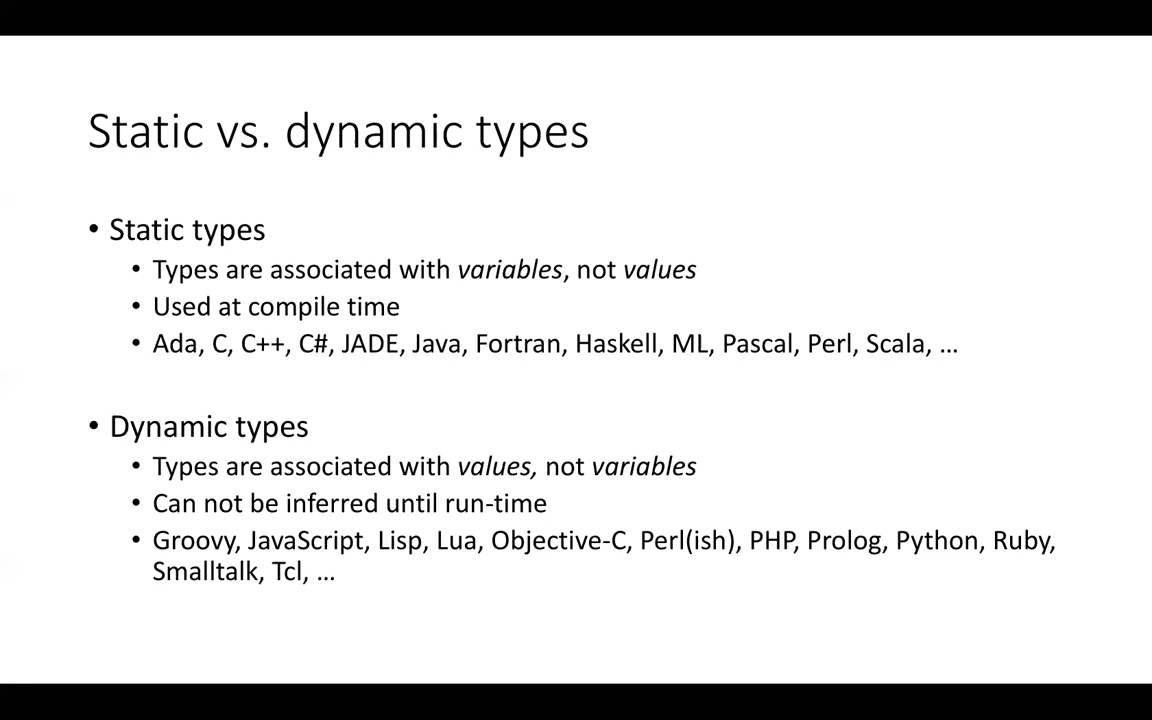 Static vs. dynamic types
• Static types
• Types are associated with variables, not values
• Used at compile time
• Ada, C, C++, C#, JADE, Java, Fortran, Haskell, ML, Pascal, Perl, Scala, ...
• Dynamic types
• Types are associated with values, not variables
• Can not be inferred until run-time
• Groovy, JavaScript, Lisp, Lua, Objective-C, Perl(ish), PHP, Prolog, Python, Ruby,
Smalltalk, Tcl, ...